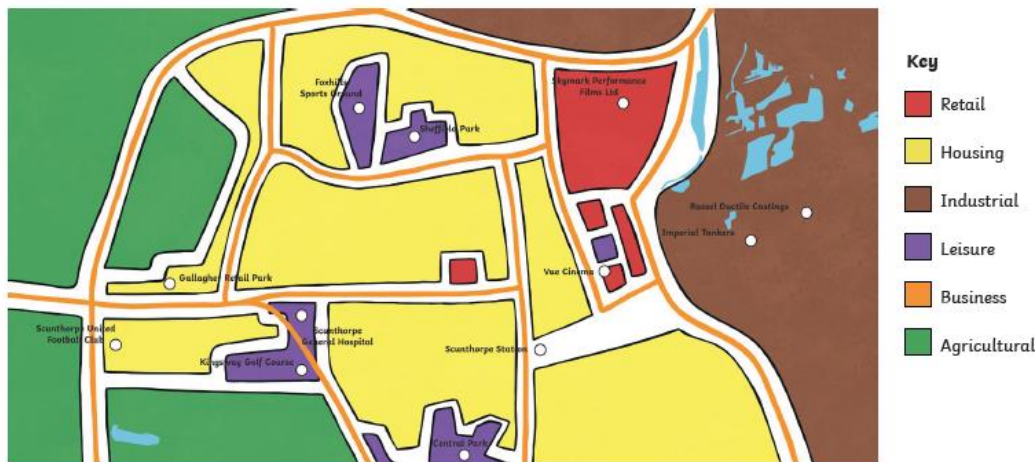 Foxhills
Sports Ground
Sheffield Park
Skymark Performance
Films Ltd
Russel Ductile Castings
Imperial Tankers
Vue Cinema
Gallagher Retail Park
Scunthorpe United
Football Club
Scunthorpe
General Hospital
Kingsway Golf Course
Scunthorpe Station
Central Park
Key
Retail
Housing
Industrial
Leisure
Business
Agricultural